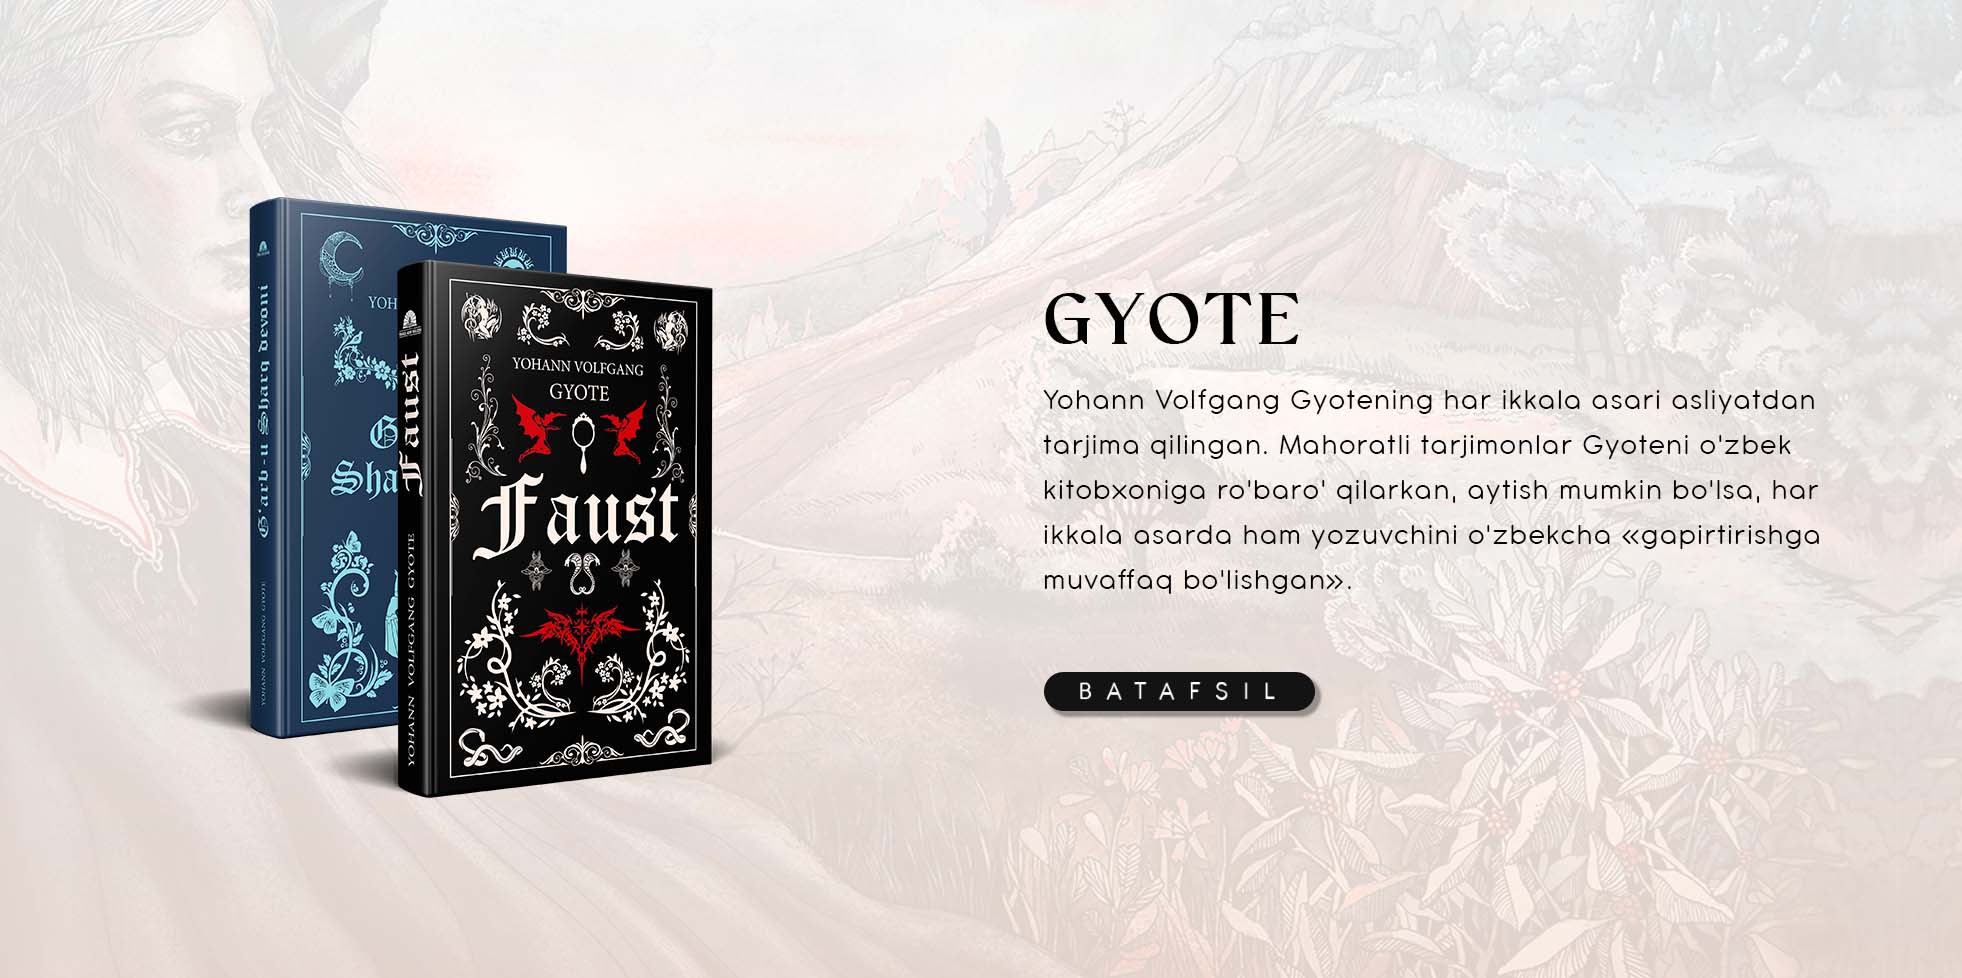 G'arb-u Sharq devoni
YOHANN VOLFGANG GYOTE
YOH
G
Sha
Faust
YOHANN VOLFGANG GYOTE
YOHANN VOLFGANG
GYOTE
Faust
GYOTE
Yohann Volfgang Gyotening har ikkala asari asliyatdan
tarjima qilingan. Mahoratli tarjimonlar Gyoteni o'zbek
kitobxoniga ro'baro' qilarkan, aytish mumkin bo'lsa, har
ikkala asarda ham yozuvchini o'zbekcha «gapirtirishga
muvaffaq bo'lishgan».
BATAFSIL